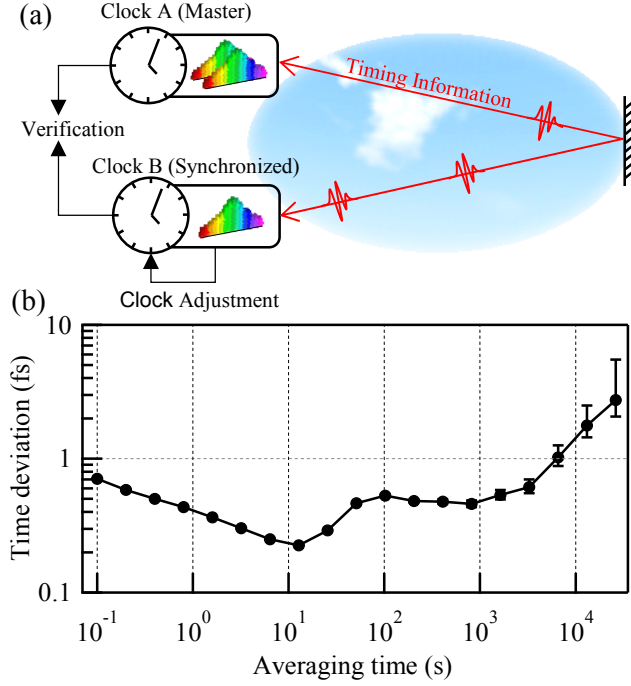 (a)
Clock A (Master)
Timing Information
Verification
Clock B (Synchronized)
Clock Adjustment
(b)
Time deviation (fs)
10
1
0.1
10⁻¹
10⁰
10¹
10²
10³
10⁴
Averaging time (s)